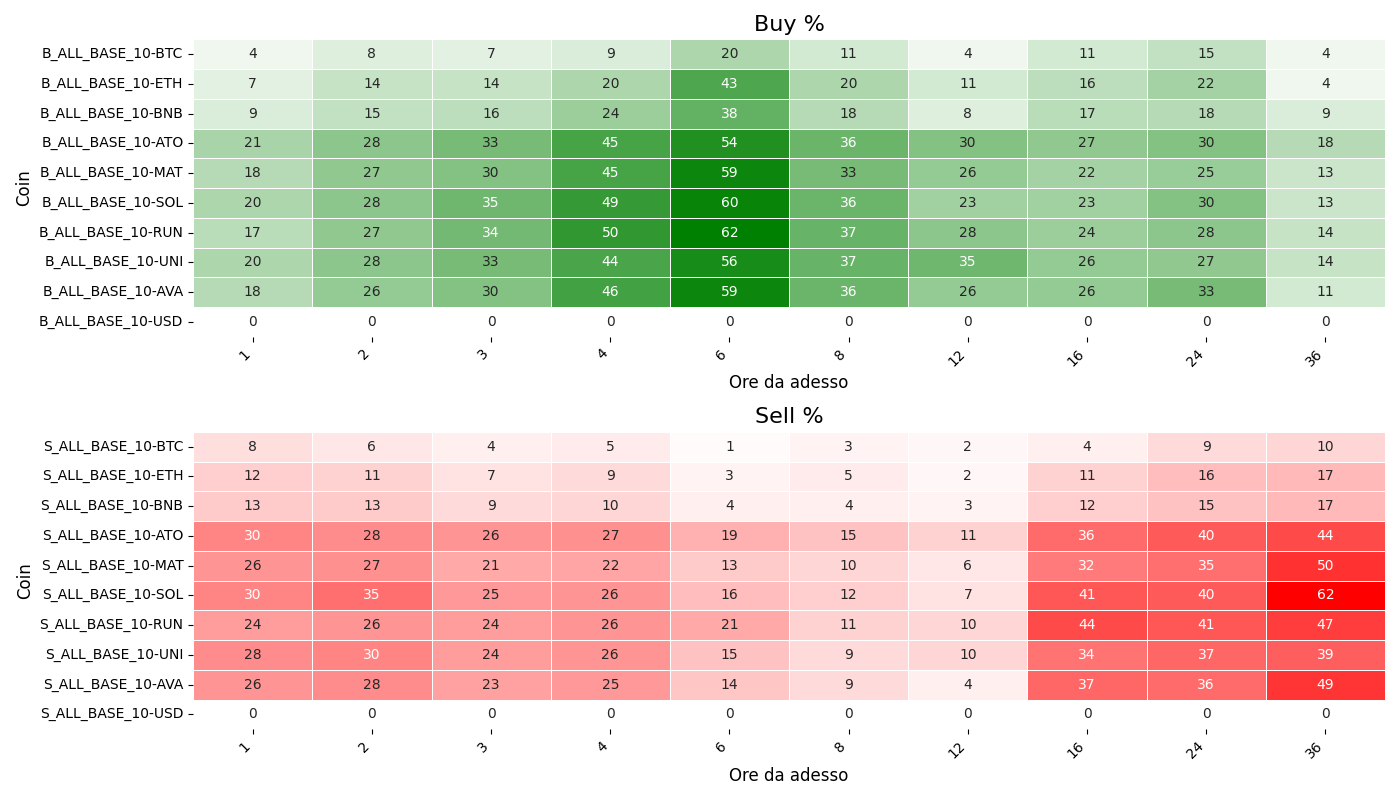 Buy %
Coin
B_ALL_BASE_10-BTC 4 8 7 9 20 11 4 11 15 4
B_ALL_BASE_10-ETH 7 14 14 20 43 20 11 16 22 4
B_ALL_BASE_10-BNB 9 15 16 24 38 18 8 17 18 9
B_ALL_BASE_10-ATO 21 28 33 45 54 36 30 27 30 18
B_ALL_BASE_10-MAT 18 27 30 45 59 33 26 22 25 13
B_ALL_BASE_10-SOL 20 28 35 49 60 36 23 23 30 13
B_ALL_BASE_10-RUN 17 27 34 50 62 37 28 24 28 14
B_ALL_BASE_10-UNI 20 28 33 44 56 37 35 26 27 14
B_ALL_BASE_10-AVA 18 26 30 46 59 36 26 26 33 11
B_ALL_BASE_10-USD 0 0 0 0 0 0 0 0 0 0
1 2 3 4 6 8 12 16 24 36
Ore da adesso
Sell %
Coin
S_ALL_BASE_10-BTC 8 6 4 5 1 3 2 4 9 10
S_ALL_BASE_10-ETH 12 11 7 9 3 5 2 11 16 17
S_ALL_BASE_10-BNB 13 13 9 10 4 4 3 12 15 17
S_ALL_BASE_10-ATO 30 28 26 27 19 15 11 36 40 44
S_ALL_BASE_10-MAT 26 27 21 22 13 10 6 32 35 50
S_ALL_BASE_10-SOL 30 35 25 26 16 12 7 41 40 62
S_ALL_BASE_10-RUN 24 26 24 26 21 11 10 44 41 47
S_ALL_BASE_10-UNI 28 30 24 26 15 9 10 34 37 39
S_ALL_BASE_10-AVA 26 28 23 25 14 9 4 37 36 49
S_ALL_BASE_10-USD 0 0 0 0 0 0 0 0 0 0
1 2 3 4 6 8 12 16 24 36
Ore da adesso